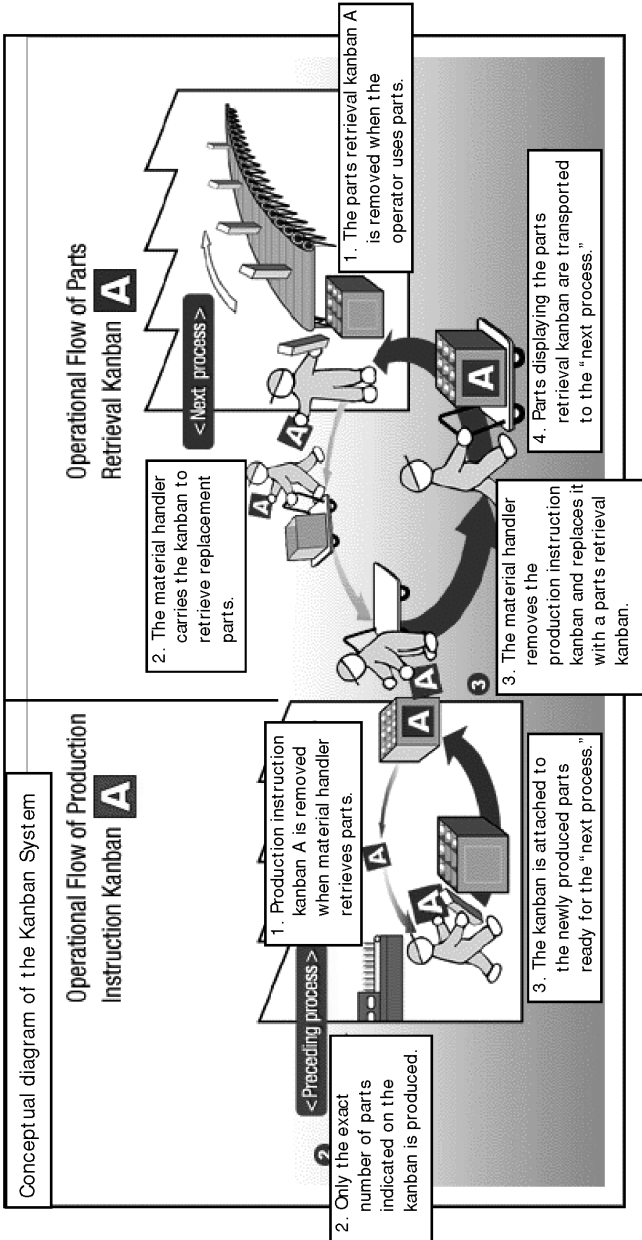 Conceptual diagram of the Kanban System
Operational Flow of Production
Instruction Kanban A
<Preceding process>
1. Production instruction
kanban A is removed
when material handler
retrieves parts.
2
2. Only the exact
number of parts
indicated on the
kanban is produced.
3. The kanban is attached to
the newly produced parts
ready for the “next process.”
A
A
A
A
Operational Flow of Parts
Retrieval Kanban A
<Next process>
1. The parts retrieval kanban A
is removed when the
operator uses parts.
2. The material handler
carries the kanban to
retrieve replacement
parts.
3
3. The material handler
removes the
production instruction
kanban and replaces it
with a parts retrieval
kanban.
4. Parts displaying the parts
retrieval kanban are transported
to the “next process.”
A
A
A